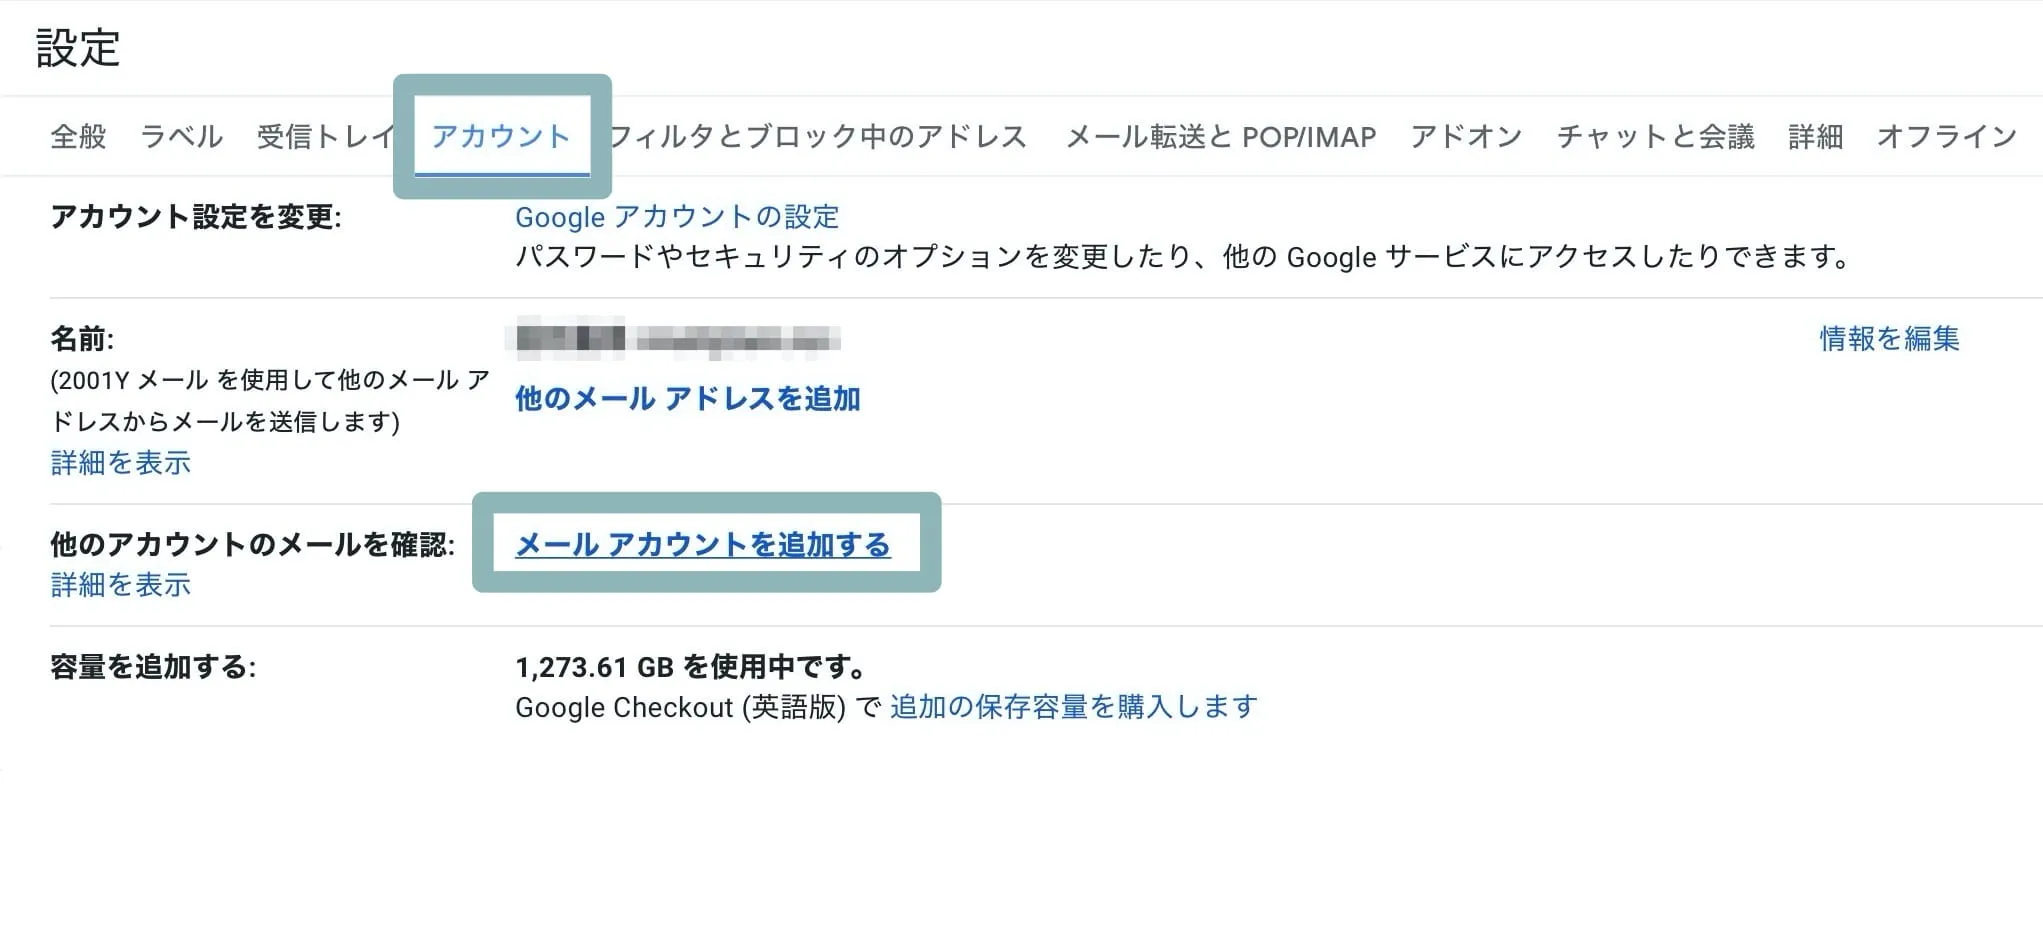 設定
全般 ラベル 受信トレイ アカウント フィルタとブロック中のアドレス メール転送と POP/IMAP アドオン チャットと会議 詳細 オフライン
アカウント設定を変更: Google アカウントの設定
パスワードやセキュリティのオプションを変更したり、他の Google サービスにアクセスしたりできます。
名前: 情報を編集
(2001Y メール を使用して他のメール ア
ドレスからメールを送信します)
他のメール アドレスを追加
詳細を表示
他のアカウントのメールを確認: メール アカウントを追加する
詳細を表示
容量を追加する: 1,273.61 GB を使用中です。
Google Checkout (英語版) で 追加の保存容量を購入します